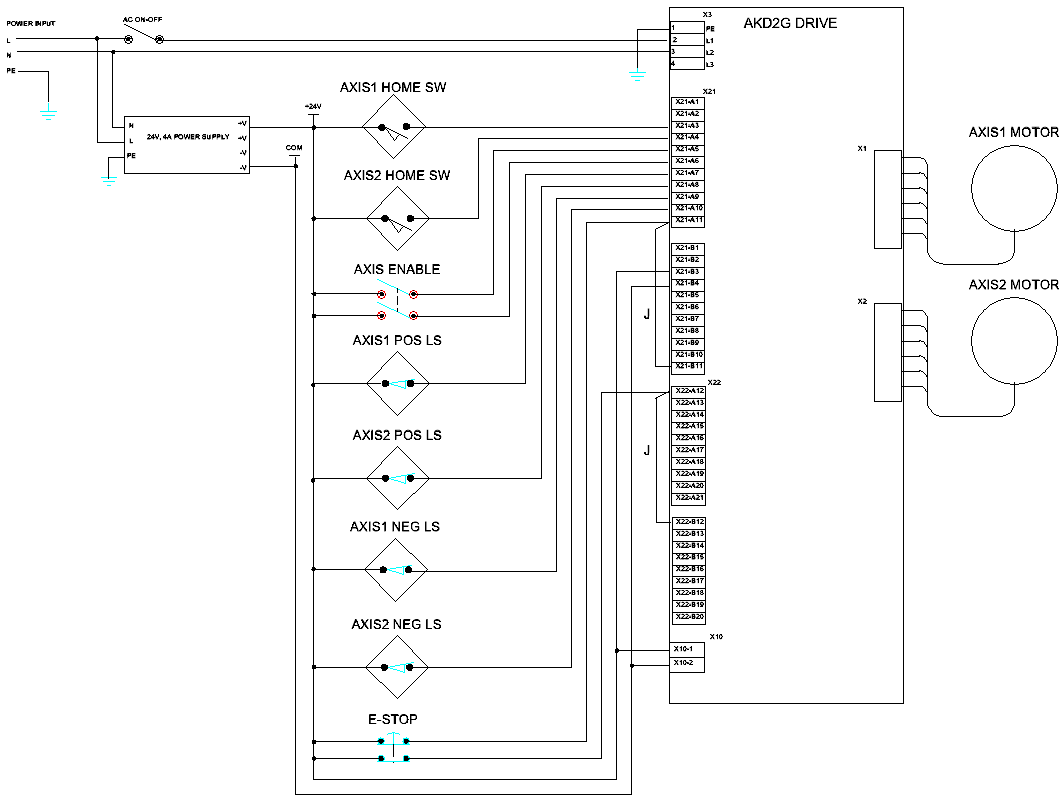 POWER INPUT
L
N
PE
AC ON-OFF
X3
AKD2G DRIVE
1
PE
2
L1
3
L2
4
L3
+24V
AXIS1 HOME SW
N
L
PE
24V, 4A POWER SUPPLY
+V
+V
-V
-V
COM
AXIS2 HOME SW
AXIS ENABLE
AXIS1 POS LS
AXIS2 POS LS
AXIS1 NEG LS
AXIS2 NEG LS
E-STOP
X21
X21-A1
X21-A2
X21-A3
X21-A4
X21-A5
X21-A6
X21-A7
X21-A8
X21-A9
X21-A10
X21-A11
X21-B1
X21-B2
X21-B3
X21-B4
X21-B5
X21-B6
X21-B7
X21-B8
X21-B9
X21-B10
X21-B11
J
X22
X22-A12
X22-A13
X22-A14
X22-A15
X22-A16
X22-A17
X22-A18
X22-A19
X22-A20
X22-A21
J
X22-B12
X22-B13
X22-B14
X22-B15
X22-B16
X22-B17
X22-B18
X22-B19
X22-B20
X10
X10-1
X10-2
X1
AXIS1 MOTOR
X2
AXIS2 MOTOR